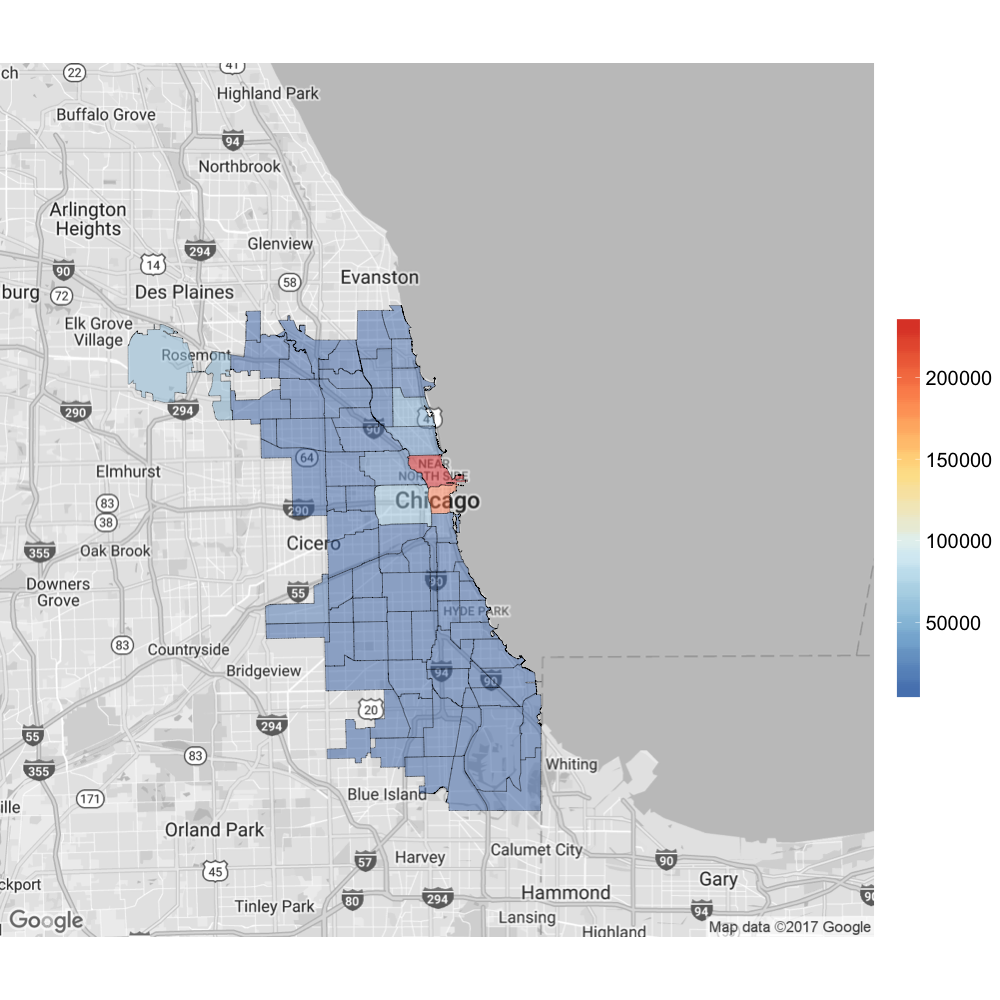 ch
22
41
Highland Park
Buffalo Grove
94
Northbrook
Arlington
Heights
Glenview
294
14
90
58
Evanston
burg
72
Des Plaines
Elk Grove
Village
Rosemont
290
294
90
41
64
NEAR
NORTH SIDE
Elmhurst
Chicago
83
290
38
Cicero
355
Oak Brook
Downers
Grove
55
90
HYDE PARK
83
Countryside
Bridgeview
94
90
20
294
55
83
Whiting
355
171
Blue Island
ille
Orland Park
Calumet City
57
Harvey
90
45
Gary
ckport
Hammond
80
294
90
Tinley Park
94
Lansing
Google
Highland
Map data ©2017 Google
200000
150000
100000
50000